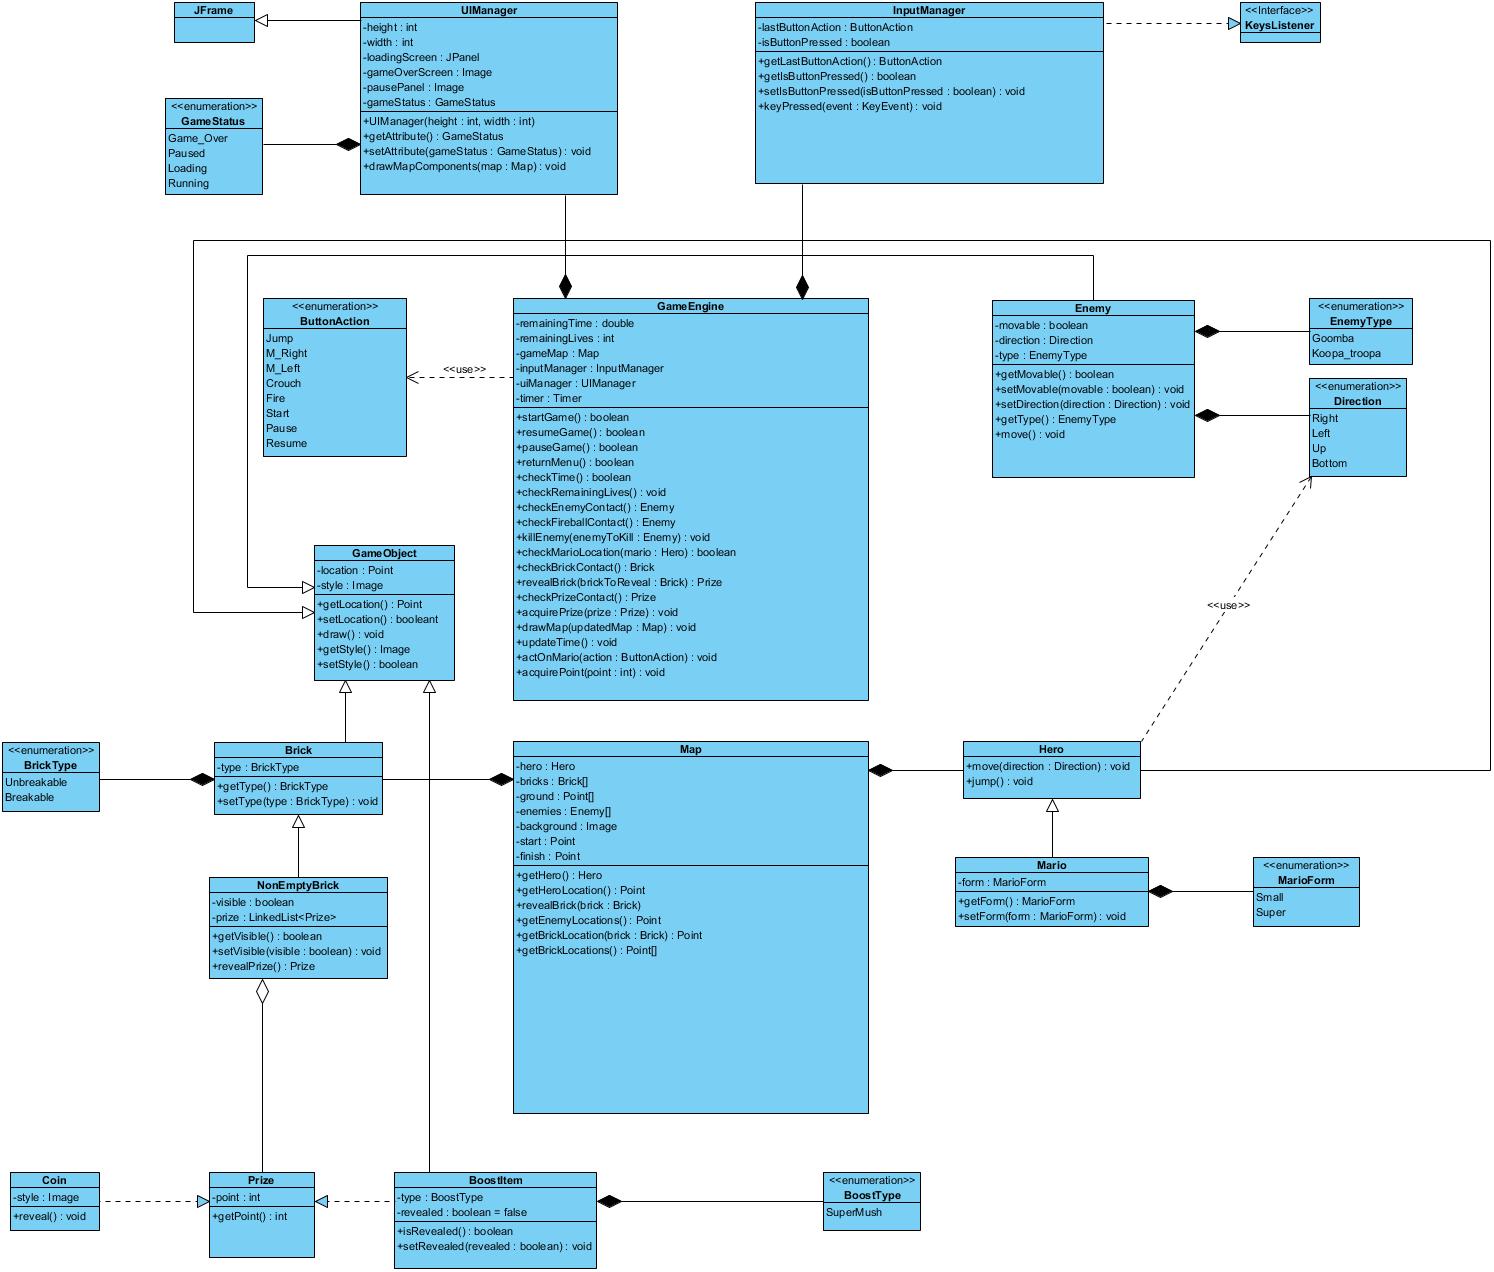 JFrame
UIManager
-height : int
-width : int
-loadingScreen : JPanel
-gameOverScreen : Image
-pausePanel : Image
-gameStatus : GameStatus
+UIManager(height : int, width : int)
+getAttribute() : GameStatus
+setAttribute(gameStatus : GameStatus) : void
+drawMapComponents(map : Map) : void
InputManager
-lastButtonAction : ButtonAction
-isButtonPressed : boolean
+getLastButtonAction() : ButtonAction
+getIsButtonPressed() : boolean
+setIsButtonPressed(isButtonPressed : boolean) : void
+keyPressed(event : KeyEvent) : void
<<Interface>>
KeysListener
<<enumeration>>
GameStatus
Game_Over
Paused
Loading
Running
<<enumeration>>
ButtonAction
Jump
M_Right
M_Left
Crouch
Fire
Start
Pause
Resume
<<use>>
GameEngine
-remainingTime : double
-remainingLives : int
-gameMap : Map
-inputManager : InputManager
-uiManager : UIManager
-timer : Timer
+startGame() : boolean
+resumeGame() : boolean
+pauseGame() : boolean
+returnMenu() : boolean
+checkTime() : boolean
+checkRemainingLives() : void
+checkEnemyContact() : Enemy
+checkFireballContact() : Enemy
+killEnemy(enemyToKill : Enemy) : void
+checkMarioLocation(mario : Hero) : boolean
+checkBrickContact() : Brick
+revealBrick(brickToReveal : Brick) : Prize
+checkPrizeContact() : Prize
+acquirePrize(prize : Prize) : void
+drawMap(updatedMap : Map) : void
+updateTime() : void
+actOnMario(action : ButtonAction) : void
+acquirePoint(point : int) : void
Enemy
-movable : boolean
-direction : Direction
-type : EnemyType
+getMovable() : boolean
+setMovable(movable : boolean) : void
+setDirection(direction : Direction) : void
+getType() : EnemyType
+move() : void
<<enumeration>>
EnemyType
Goomba
Koopa_troopa
<<enumeration>>
Direction
Right
Left
Up
Bottom
<<use>>
GameObject
-location : Point
-style : Image
+getLocation() : Point
+setLocation() : booleant
+draw() : void
+getStyle() : Image
+setStyle() : boolean
<<enumeration>>
BrickType
Unbreakable
Breakable
Brick
-type : BrickType
+getType() : BrickType
+setType(type : BrickType) : void
Map
-hero : Hero
-bricks : Brick[]
-ground : Point[]
-enemies : Enemy[]
-background : Image
-start : Point
-finish : Point
+getHero() : Hero
+getHeroLocation() : Point
+revealBrick(brick : Brick)
+getEnemyLocations() : Point
+getBrickLocation(brick : Brick) : Point
+getBrickLocations() : Point[]
Hero
+move(direction : Direction) : void
+jump() : void
NonEmptyBrick
-visible : boolean
-prize : LinkedList<Prize>
+getVisible() : boolean
+setVisible(visible : boolean) : void
+revealPrize() : Prize
Mario
-form : MarioForm
+getForm() : MarioForm
+setForm(form : MarioForm) : void
<<enumeration>>
MarioForm
Small
Super
Coin
-style : Image
+reveal() : void
Prize
-point : int
+getPoint() : int
BoostItem
-type : BoostType
-revealed : boolean = false
+isRevealed() : boolean
+setRevealed(revealed : boolean) : void
<<enumeration>>
BoostType
SuperMush